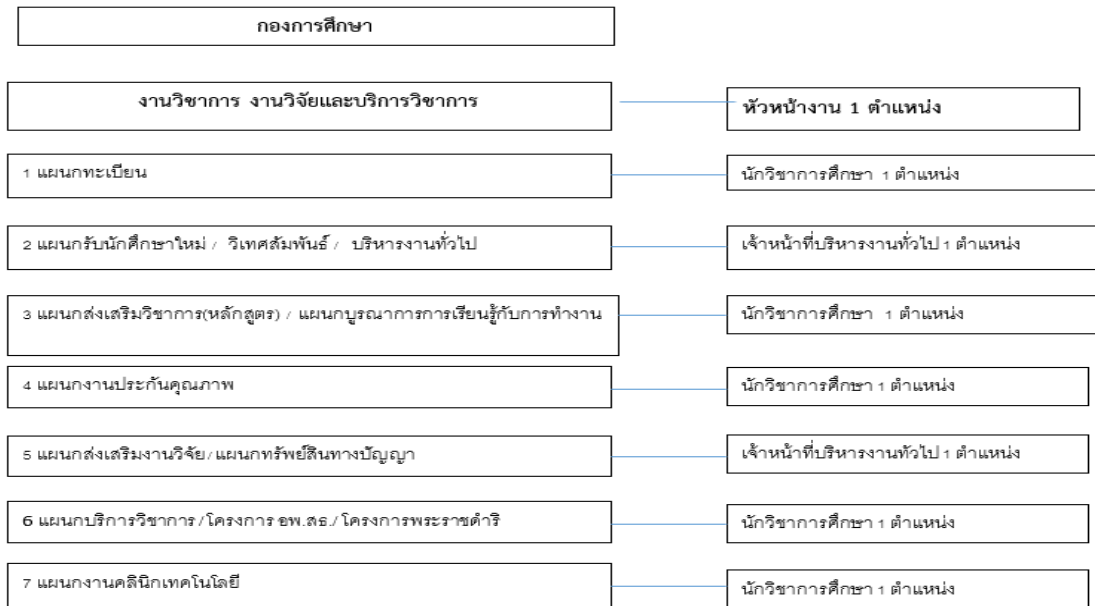 กองการศึกษา
งานวิชาการ งานวิจัยและบริการวิชาการ
หัวหน้างาน 1 ตำแหน่ง
1 แผนกทะเบียน
นักวิชาการศึกษา 1 ตำแหน่ง
2 แผนกรับนักศึกษาใหม่ / วิเทศสัมพันธ์ / บริหารงานทั่วไป
เจ้าหน้าที่บริหารงานทั่วไป 1 ตำแหน่ง
3 แผนกส่งเสริมวิชาการ(หลักสูตร) / แผนกบูรณาการการเรียนรู้กับการทำงาน
นักวิชาการศึกษา 1 ตำแหน่ง
4 แผนกงานประกันคุณภาพ
นักวิชาการศึกษา 1 ตำแหน่ง
5 แผนกส่งเสริมงานวิจัย/แผนกทรัพย์สินทางปัญญา
เจ้าหน้าที่บริหารงานทั่วไป 1 ตำแหน่ง
6 แผนกบริการวิชาการ/โครงการ อพ.สธ./โครงการพระราชดำริ
นักวิชาการศึกษา 1 ตำแหน่ง
7 แผนกงานคลินิกเทคโนโลยี
นักวิชาการศึกษา 1 ตำแหน่ง